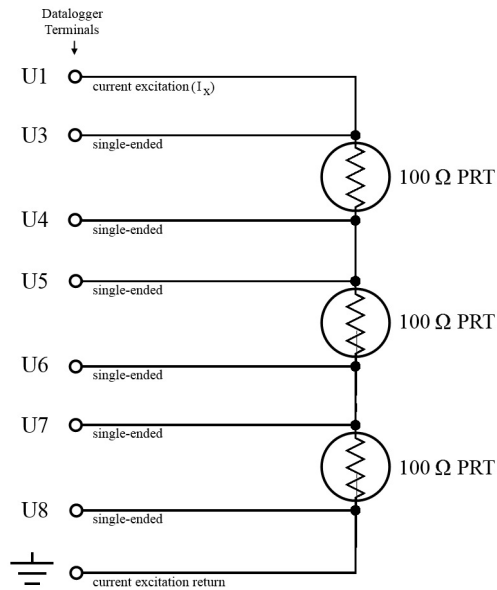 Datalogger
Terminals
U1
current excitation (Ix)
U3
single-ended
100 Ω PRT
U4
single-ended
U5
single-ended
100 Ω PRT
U6
single-ended
U7
single-ended
100 Ω PRT
U8
single-ended
current excitation return